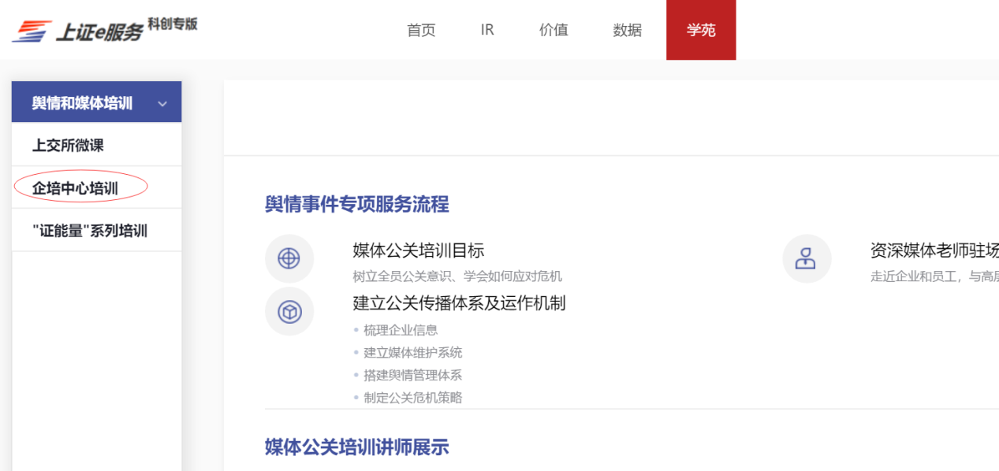 上证e服务 科创专版
首页 IR 价值 数据 学苑
舆情和媒体培训
上交所微课
企培中心培训
"证能量"系列培训
舆情事件专项服务流程
媒体公关培训目标
树立全员公关意识、学会如何应对危机
资深媒体老师驻场
走近企业和员工，与高层
建立公关传播体系及运作机制
• 梳理企业信息
• 建立媒体维护系统
• 搭建舆情管理体系
• 制定公关危机策略
媒体公关培训讲师展示